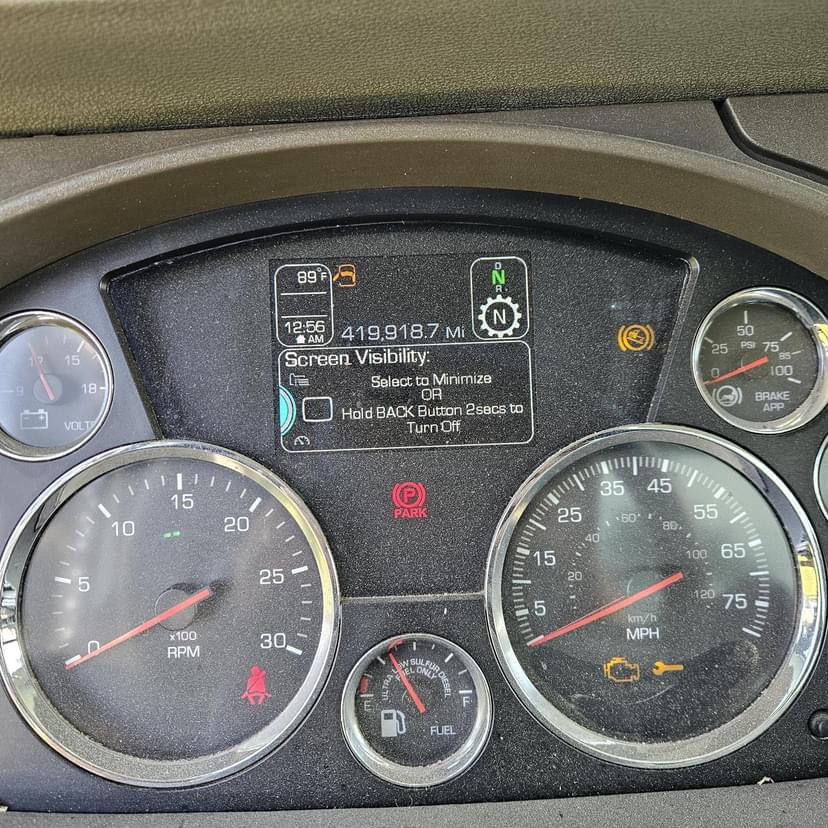 89°F
12:56
AM
419,918.7 Mi
D
N
R
N
Screen Visibility:
Select to Minimize
OR
Hold BACK Button 2secs to
Turn Off
9
12
15
18
VOLTS
0
25
50
75
85
100
PSI
BRAKE
APP
P
PARK
0
5
10
15
20
25
30
x100
RPM
5
15
25
35
45
55
65
75
20
40
60
80
100
120
km/h
MPH
ULTRA LOW SULFUR DIESEL
FUEL ONLY
E
F
FUEL